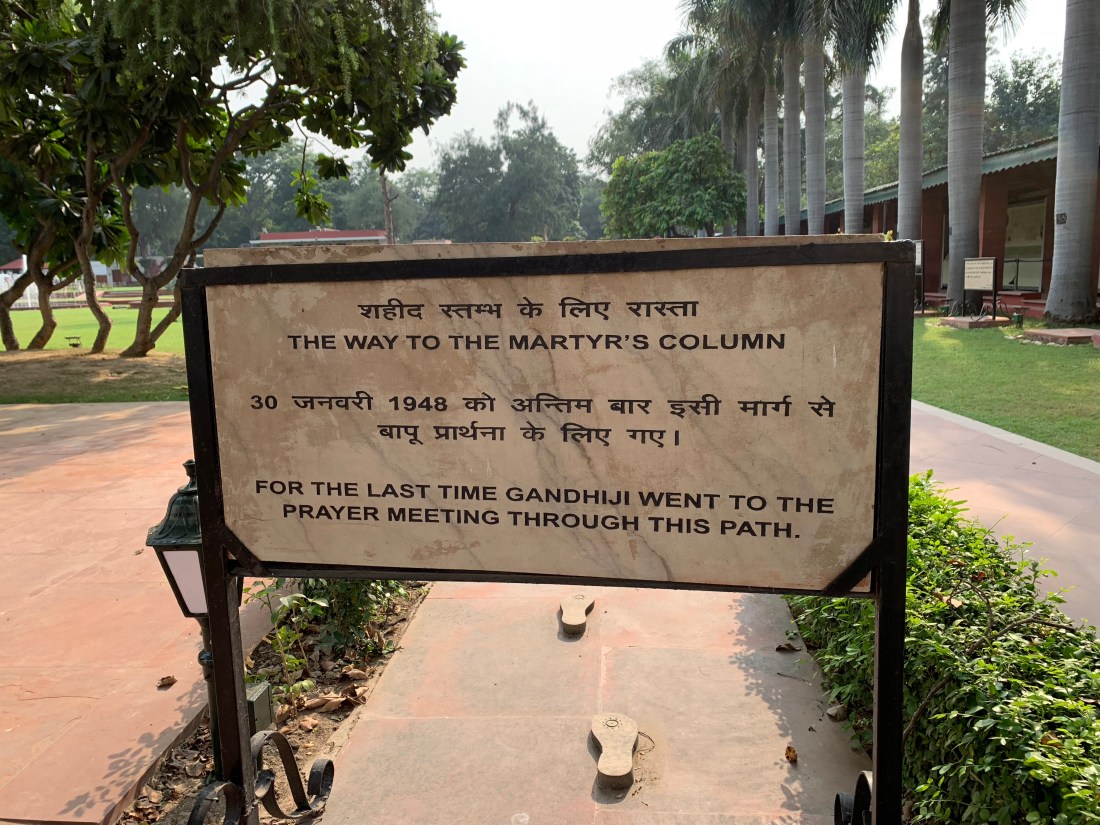 शहीद स्तम्भ के लिए रास्ता
THE WAY TO THE MARTYR'S COLUMN
30 जनवरी 1948 को अन्तिम बार इसी मार्ग से
बापू प्रार्थना के लिए गए।
FOR THE LAST TIME GANDHIJI WENT TO THE
PRAYER MEETING THROUGH THIS PATH.